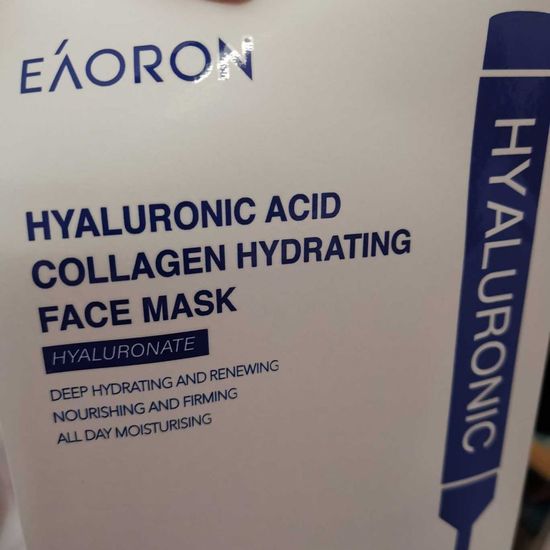 EÁORON
HYALURONIC ACID
COLLAGEN HYDRATING
FACE MASK
HYALURONATE
DEEP HYDRATING AND RENEWING
NOURISHING AND FIRMING
ALL DAY MOISTURISING
HYALURONIC